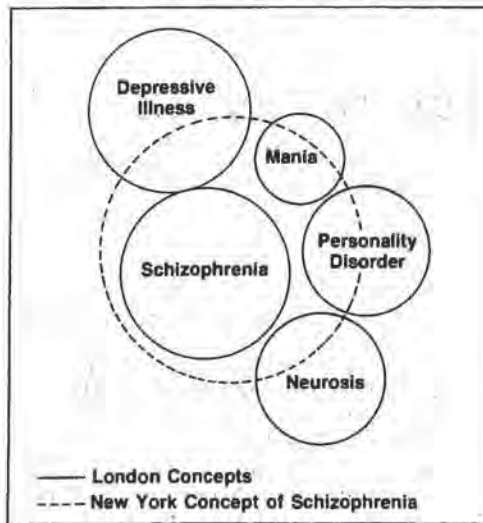 Depressive
Illness
Mania
Personality
Disorder
Schizophrenia
Neurosis
London Concepts
New York Concept of Schizophrenia